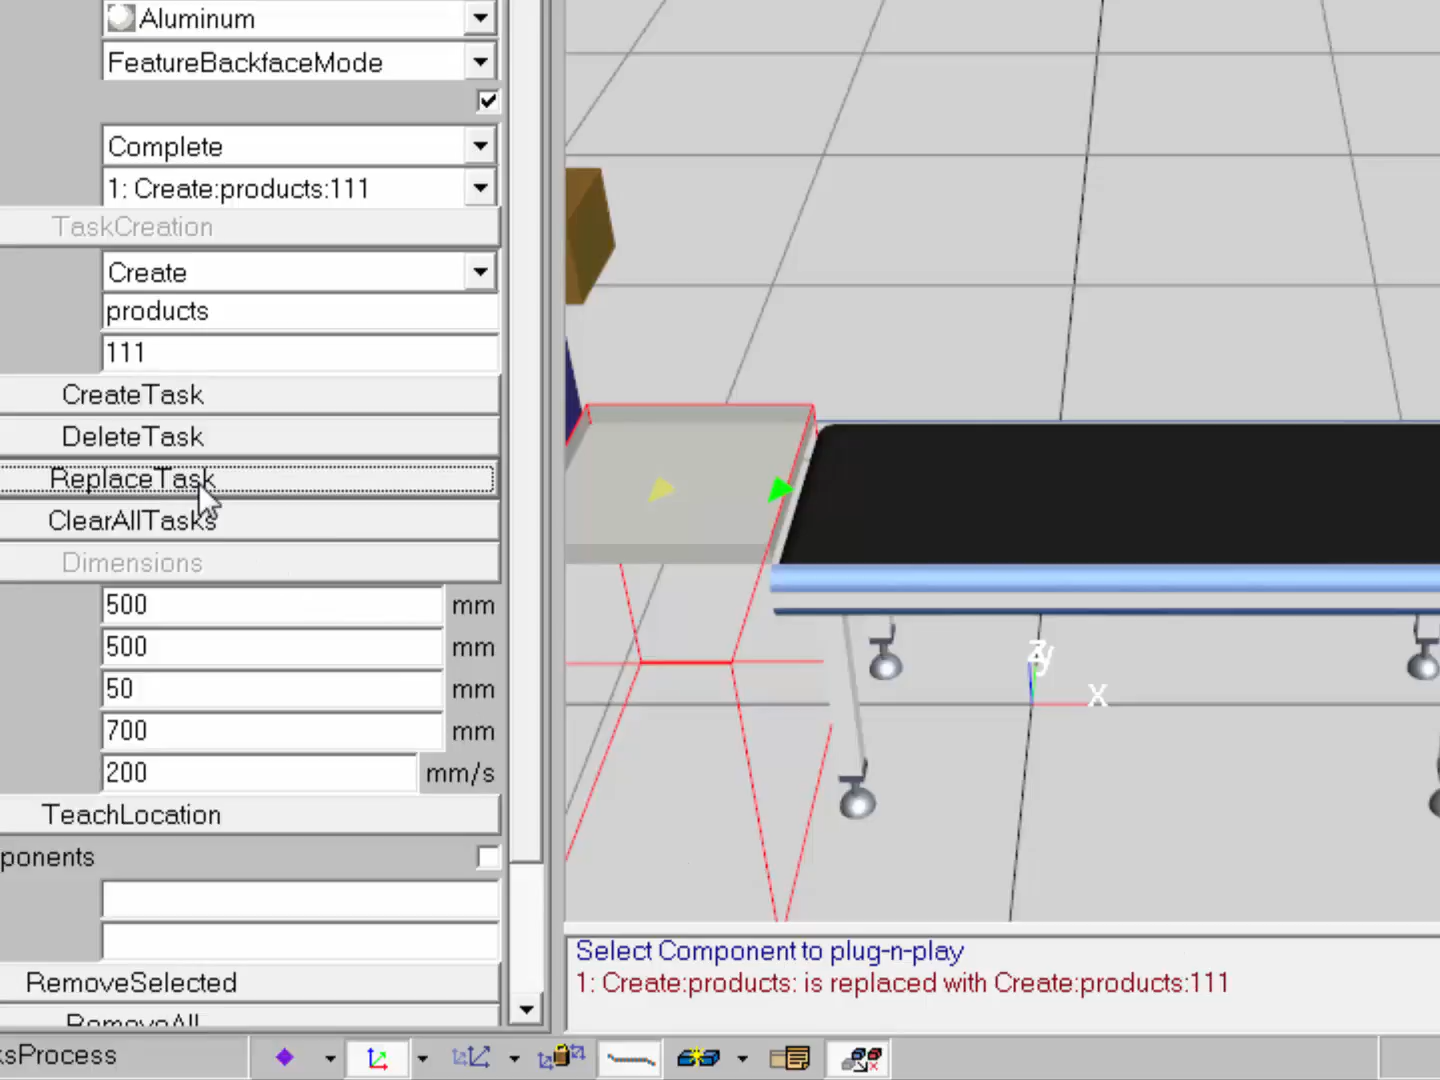 Aluminum
FeatureBackfaceMode
Complete
1: Create:products:111
TaskCreation
Create
products
111
CreateTask
DeleteTask
ReplaceTask
ClearAllTasks
Dimensions
500 mm
500 mm
50 mm
700 mm
200 mm/s
TeachLocation
ponents
RemoveSelected
RemoveAll
z
y
x
Select Component to plug-n-play
1: Create:products: is replaced with Create:products:111
ksProcess